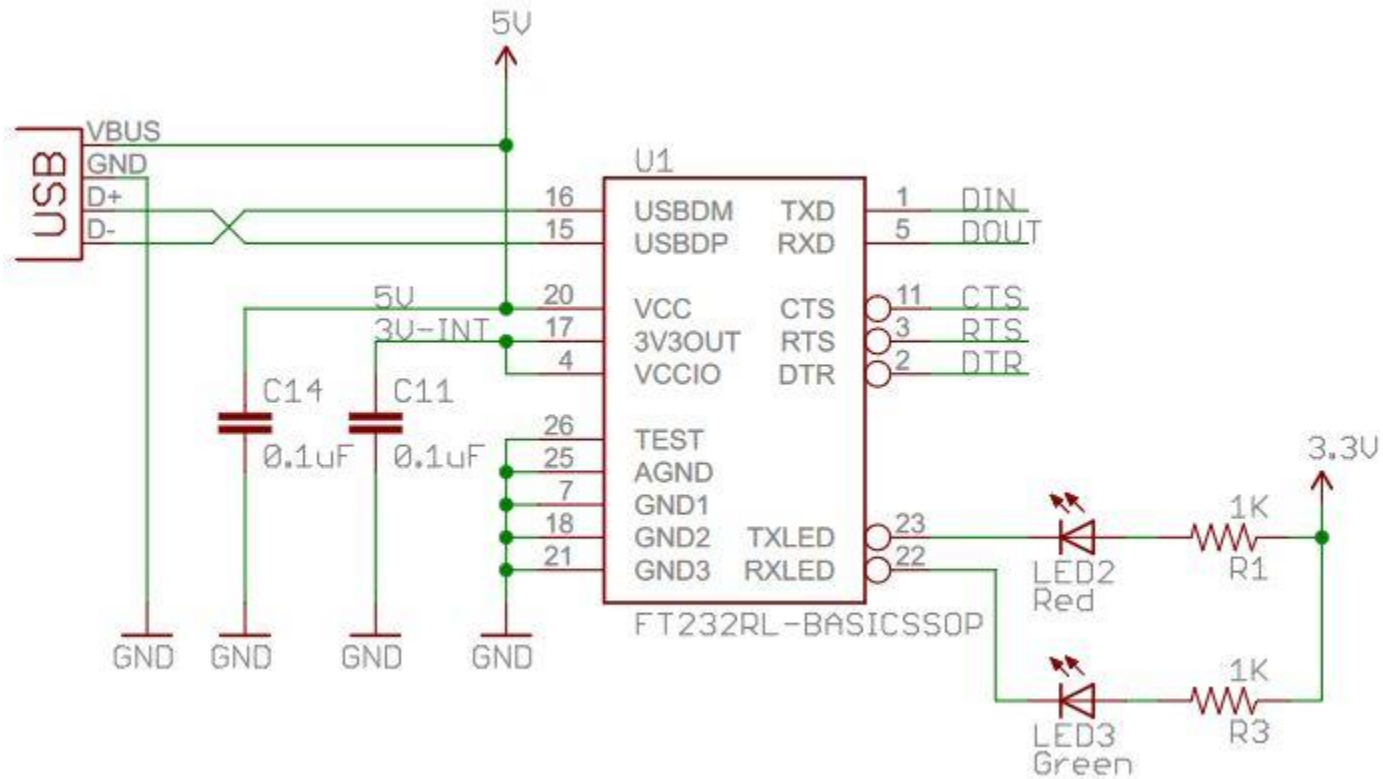 5V
USB
VBUS
GND
D+
D-
U1
16 USBDM TXD 1 DIN
15 USBDP RXD 5 DOUT
5V 20 VCC CTS 11 CTS
3V-INT 17 3V3OUT RTS 3 RTS
4 VCCIO DTR 2 DTR
C14
0.1uF
C11
0.1uF
26 TEST
25 AGND
7 GND1
18 GND2 TXLED 23
21 GND3 RXLED 22
FT232RL-BASICSSOP
GND
GND
GND
GND
3.3V
1K
R1
LED2
Red
1K
R3
LED3
Green